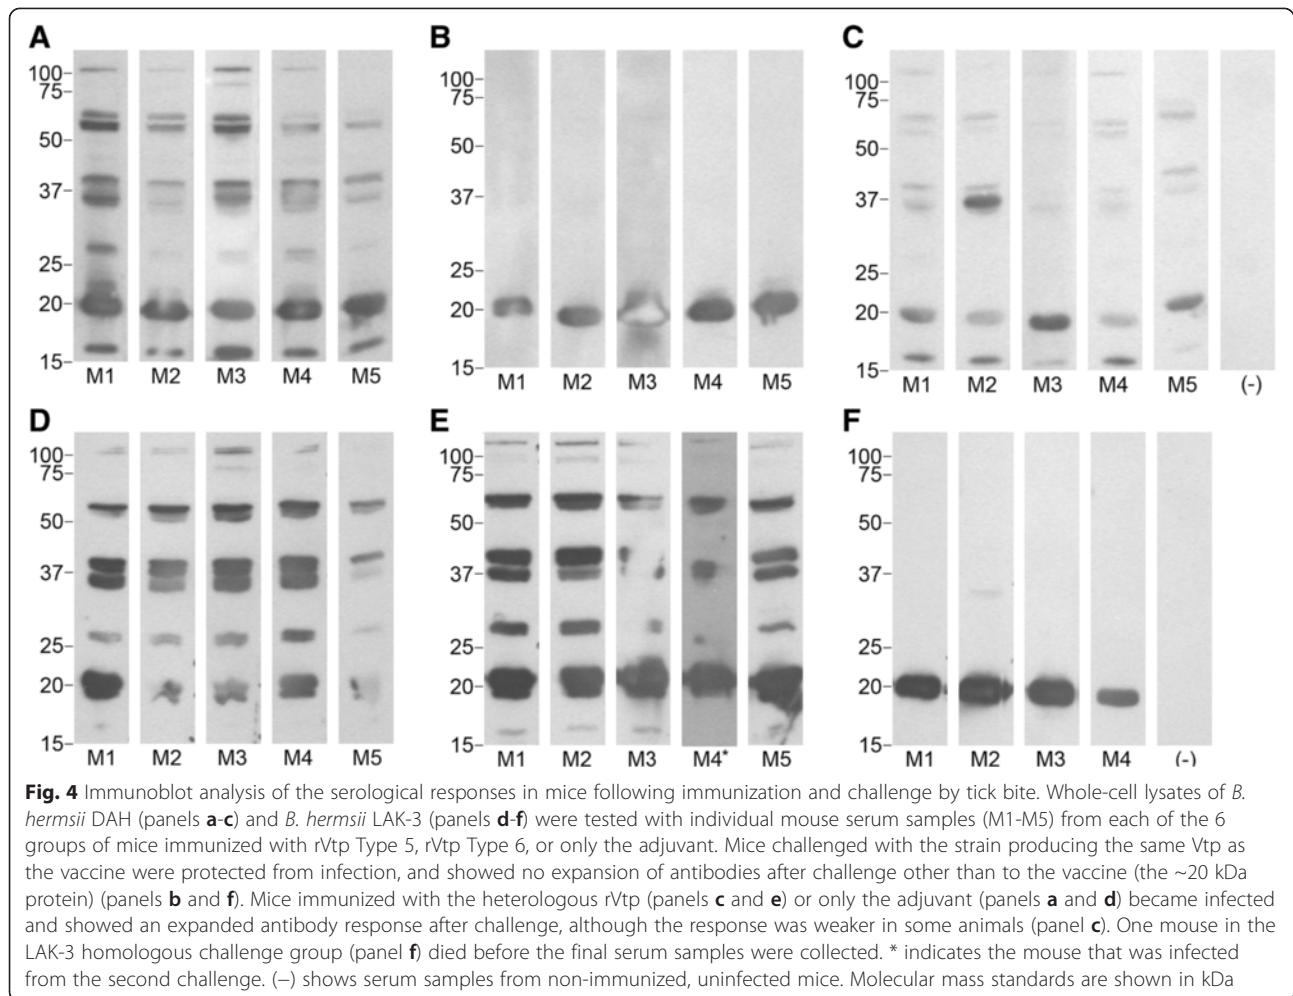 A
B
C
100–
75–
50–
37–
25–
20–
15–
M1 M2 M3 M4 M5
100–
75–
50–
37–
25–
20–
15–
M1 M2 M3 M4 M5
100–
75–
50–
37–
25–
20–
15–
M1 M2 M3 M4 M5 (-)
D
E
F
100–
75–
50–
37–
25–
20–
15–
M1 M2 M3 M4 M5
100–
75–
50–
37–
25–
20–
15–
M1 M2 M3 M4* M5
100–
75–
50–
37–
25–
20–
15–
M1 M2 M3 M4 (-)
Fig. 4 Immunoblot analysis of the serological responses in mice following immunization and challenge by tick bite. Whole-cell lysates of B.
hermsii DAH (panels a-c) and B. hermsii LAK-3 (panels d-f) were tested with individual mouse serum samples (M1-M5) from each of the 6
groups of mice immunized with rVtp Type 5, rVtp Type 6, or only the adjuvant. Mice challenged with the strain producing the same Vtp as
the vaccine were protected from infection, and showed no expansion of antibodies after challenge other than to the vaccine (the ~20 kDa
protein) (panels b and f). Mice immunized with the heterologous rVtp (panels c and e) or only the adjuvant (panels a and d) became infected
and showed an expanded antibody response after challenge, although the response was weaker in some animals (panel c). One mouse in the
LAK-3 homologous challenge group (panel f) died before the final serum samples were collected. * indicates the mouse that was infected
from the second challenge. (−) shows serum samples from non-immunized, uninfected mice. Molecular mass standards are shown in kDa